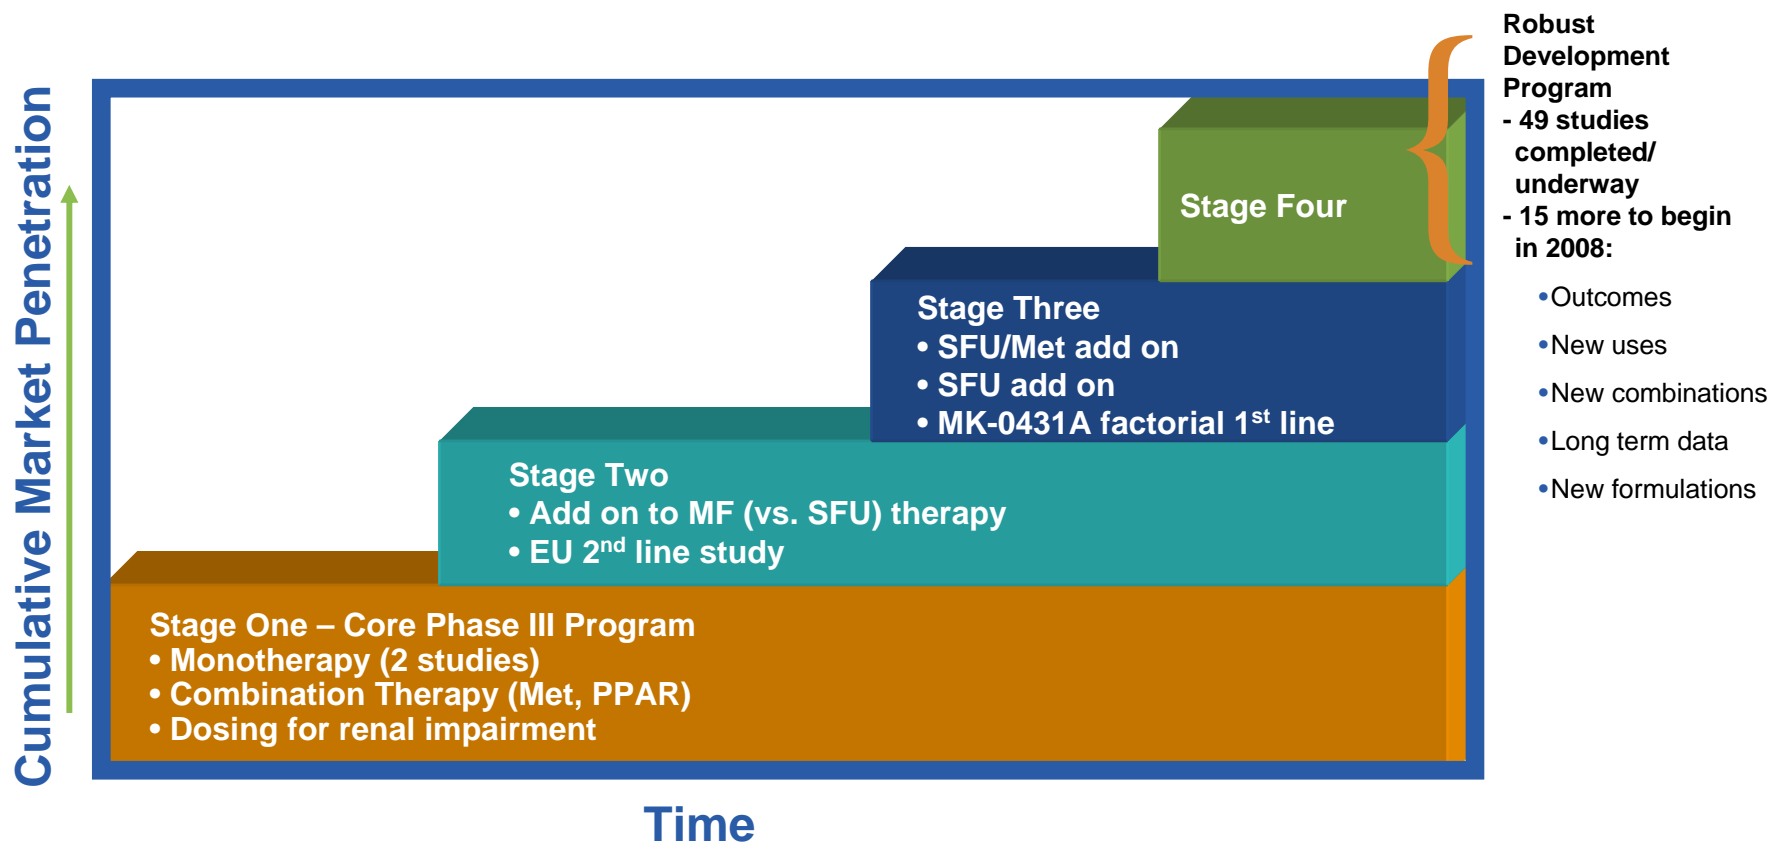 Cumulative Market Penetration
Stage One – Core Phase III Program
• Monotherapy (2 studies)
• Combination Therapy (Met, PPAR)
• Dosing for renal impairment
Stage Two
• Add on to MF (vs. SFU) therapy
• EU 2nd line study
Stage Three
• SFU/Met add on
• SFU add on
• MK-0431A factorial 1st line
Stage Four
Robust
Development
Program
- 49 studies
completed/
underway
- 15 more to begin
in 2008:
•Outcomes
•New uses
•New combinations
•Long term data
•New formulations
Time